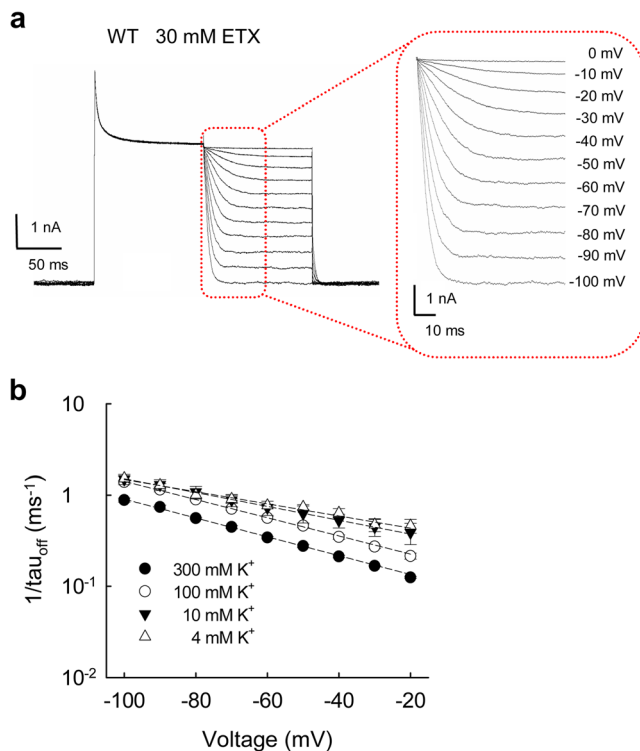 a
WT 30 mM ETX
1 nA
50 ms
0 mV
-10 mV
-20 mV
-30 mV
-40 mV
-50 mV
-60 mV
-70 mV
-80 mV
-90 mV
-100 mV
1 nA
10 ms
b
1/tau_off (ms⁻¹)
10
1
10⁻¹
10⁻²
300 mM K⁺
100 mM K⁺
10 mM K⁺
4 mM K⁺
-100 -80 -60 -40 -20
Voltage (mV)